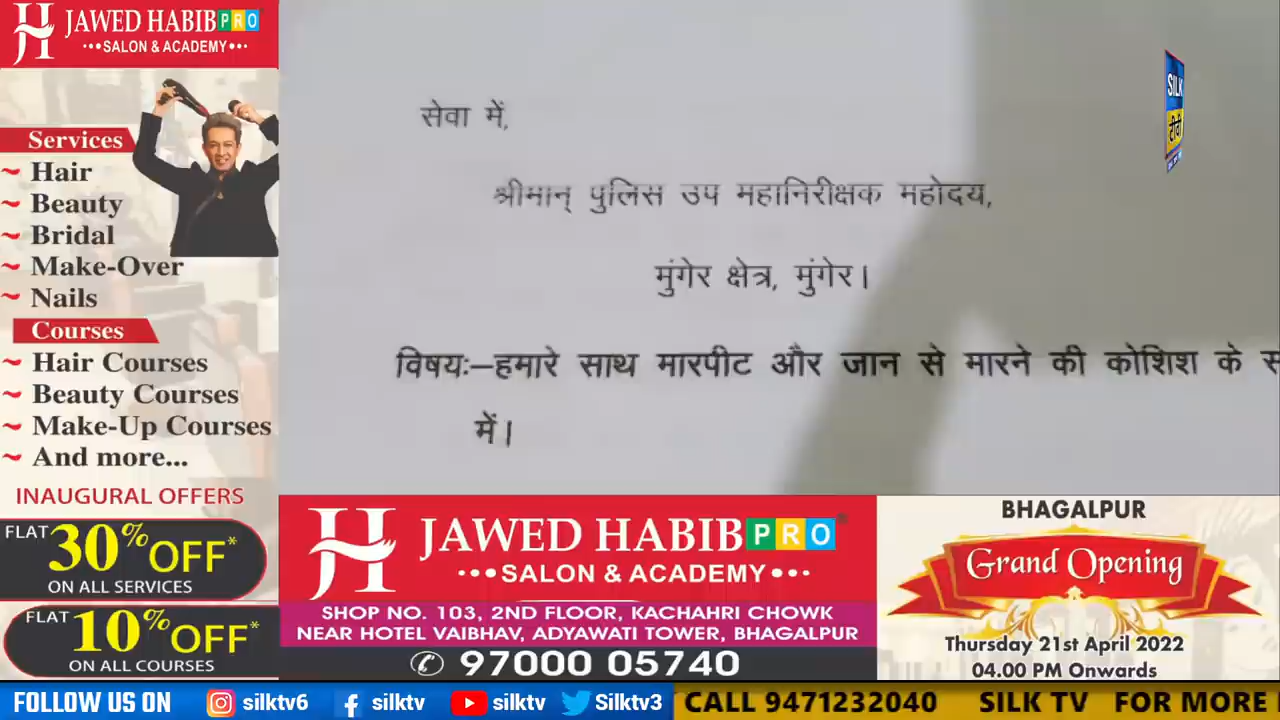 JAWED HABIB PRO
SALON & ACADEMY
Services
Hair
Beauty
Bridal
Make-Over
Nails
Courses
Hair Courses
Beauty Courses
Make-Up Courses
And more...
INAUGURAL OFFERS
FLAT 30% OFF*
ON ALL SERVICES
FLAT 10% OFF*
ON ALL COURSES
SILK
टीवी
सेवा में,
श्रीमान् पुलिस उप महानिरीक्षक महोदय,
मुंगेर क्षेत्र, मुंगेर।
विषयः–हमारे साथ मारपीट और जान से मारने की कोशिश के
में।
JAWED HABIB PRO
SALON & ACADEMY
SHOP NO. 103, 2ND FLOOR, KACHAHRI CHOWK
NEAR HOTEL VAIBHAV, ADYAWATI TOWER, BHAGALPUR
97000 05740
BHAGALPUR
Grand Opening
Thursday 21st April 2022
04.00 PM Onwards
FOLLOW US ON silktv6 silktv silktv Silktv3 CALL 9471232040 SILK TV FOR MORE